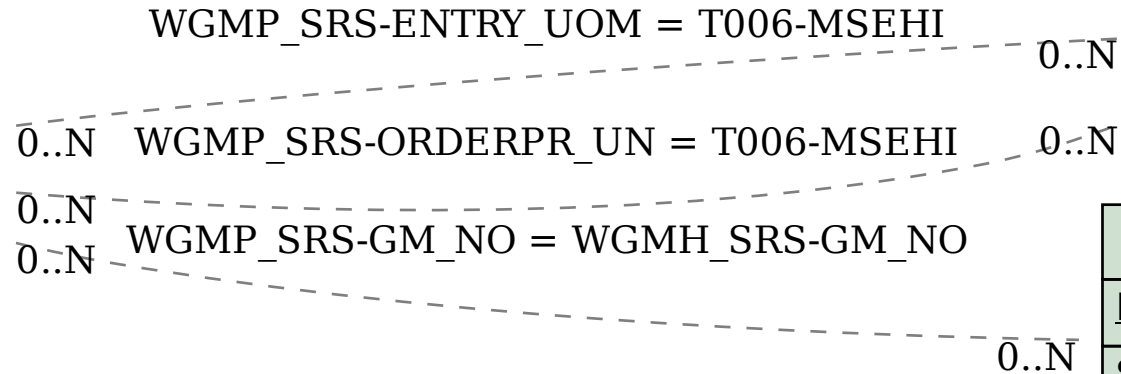 WGMP_SRS-ENTRY_UOM = T006-MSEHI
0..N
0..N
WGMP_SRS-ORDERPR_UN = T006-MSEHI
0..N
0..N
WGMP_SRS-GM_NO = WGMH_SRS-GM_NO
0..N
0..N